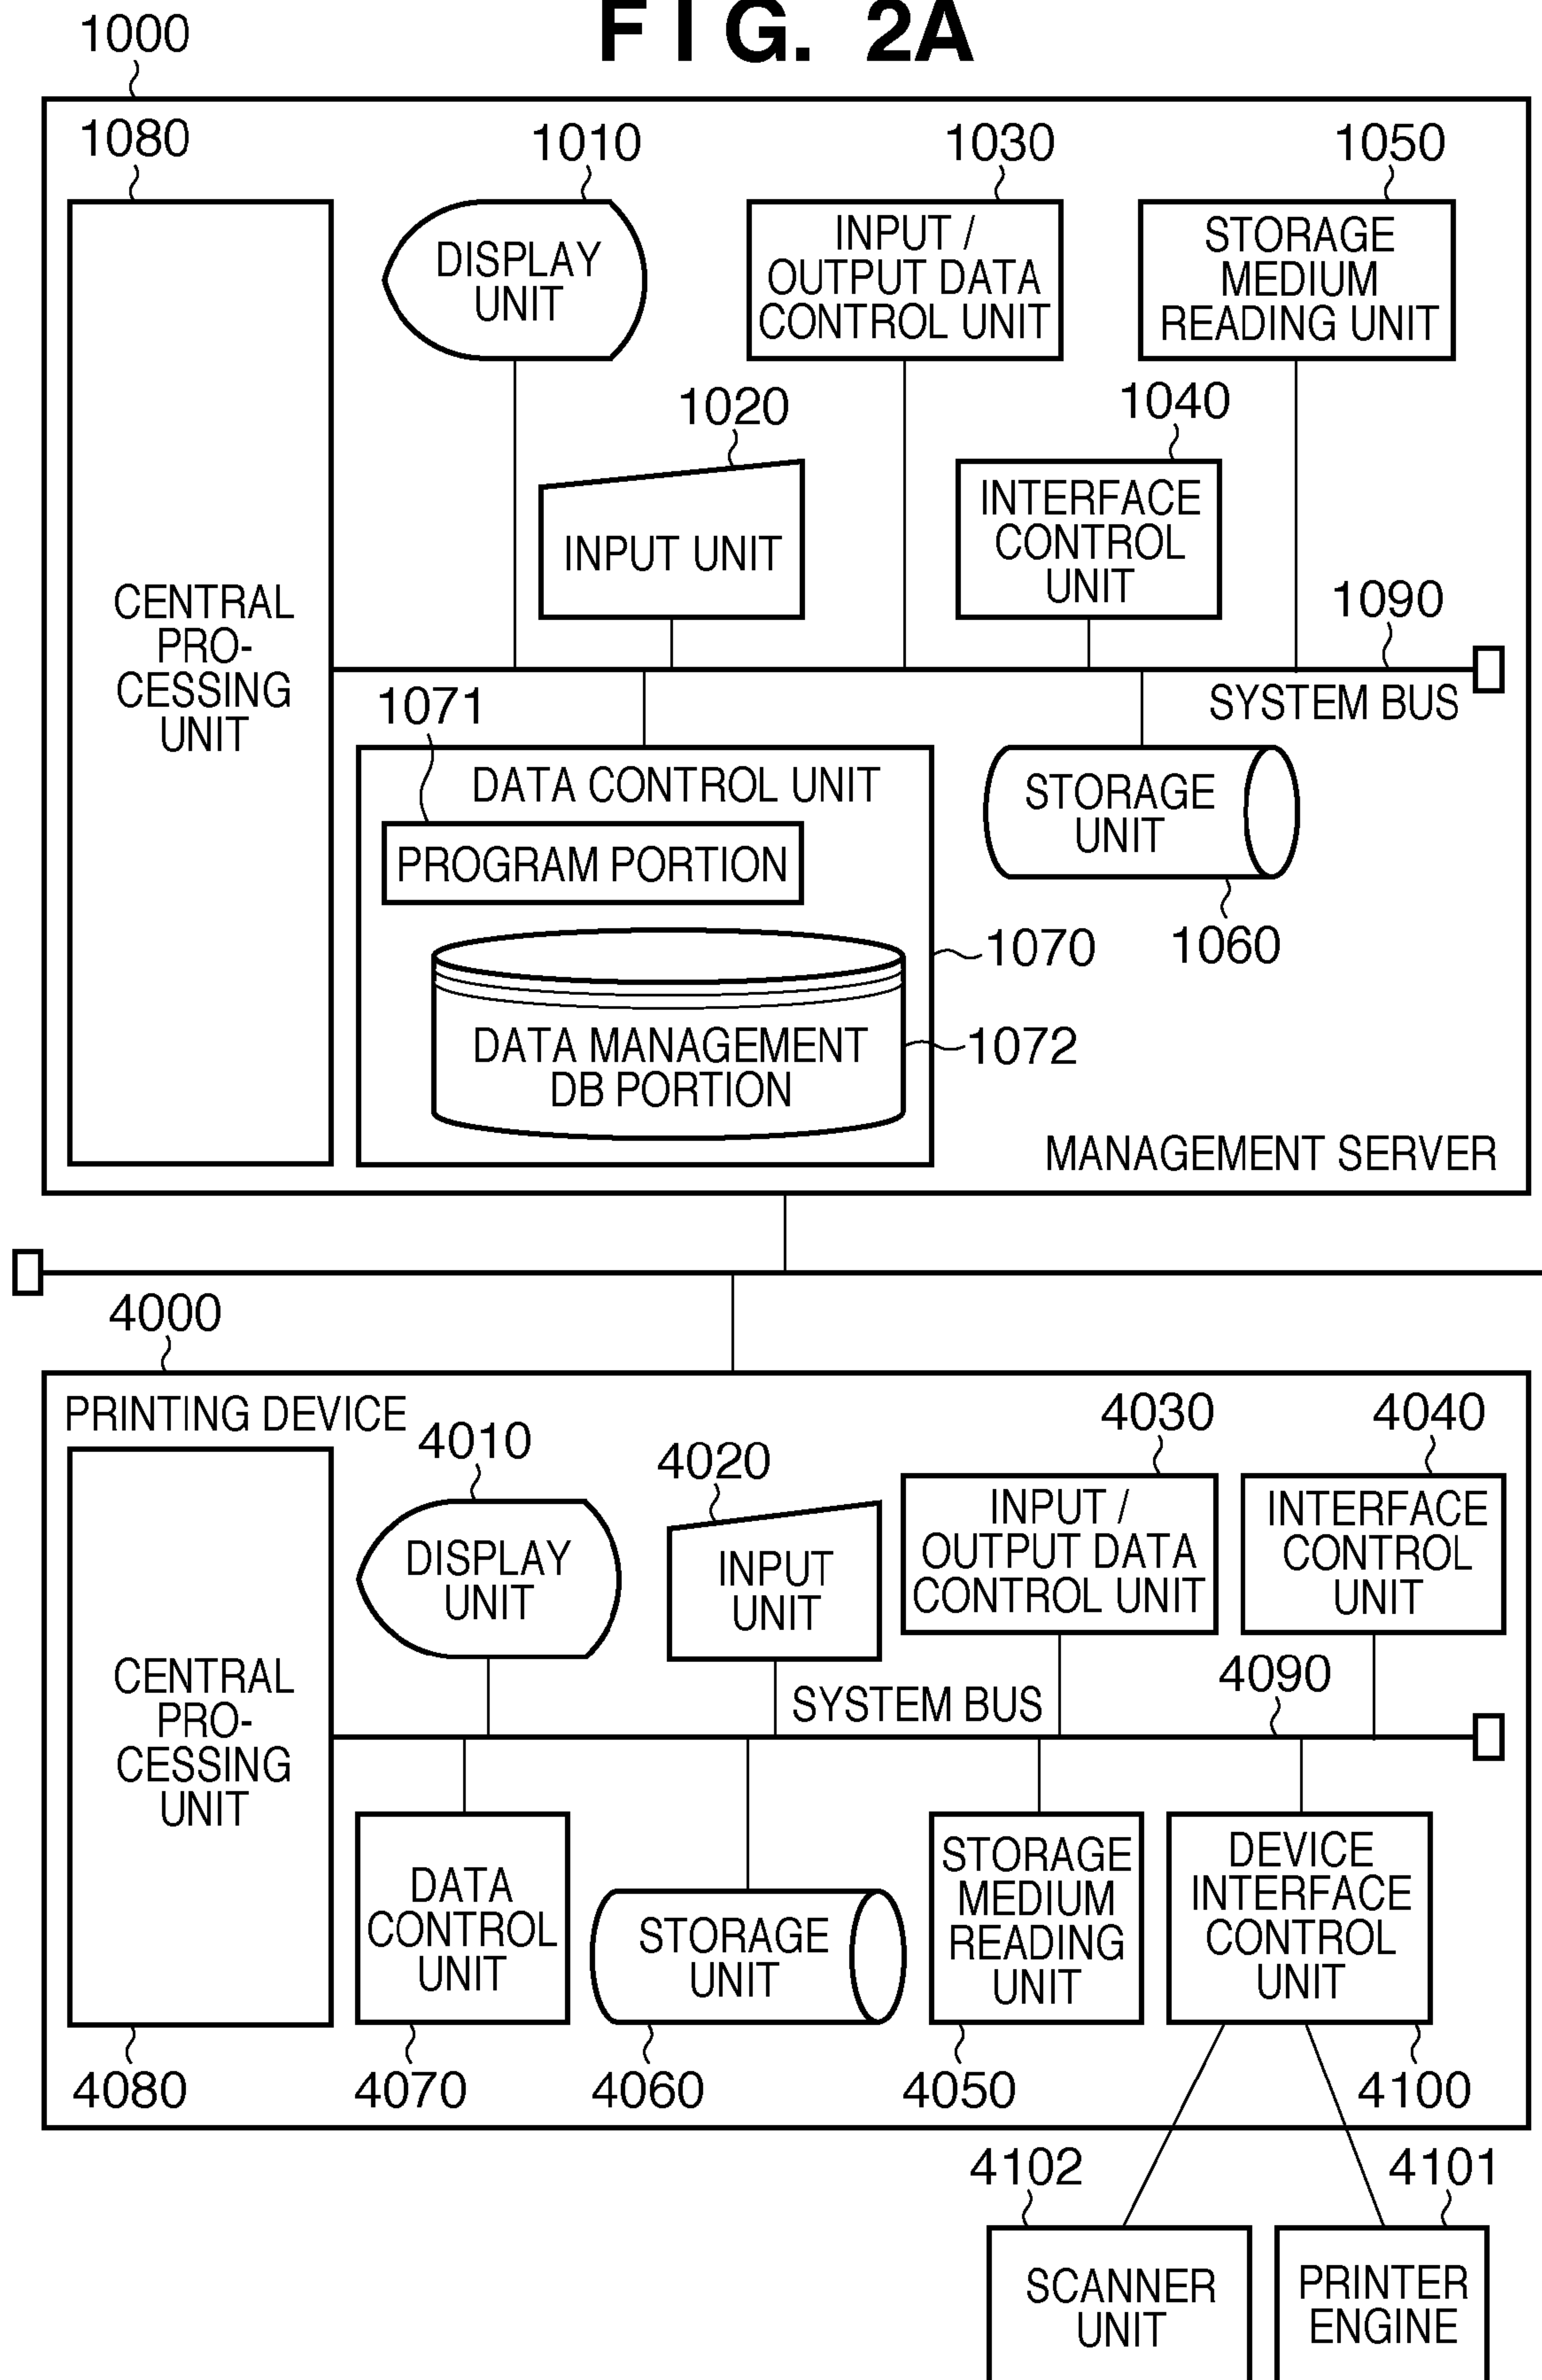 FIG. 2A
1000
1080
1010
1030
1050
DISPLAY
UNIT
INPUT /
OUTPUT DATA
CONTROL UNIT
STORAGE
MEDIUM
READING UNIT
1020
1040
INPUT UNIT
INTERFACE
CONTROL
UNIT
CENTRAL
PRO-
CESSING
UNIT
1090
SYSTEM BUS
1071
DATA CONTROL UNIT
PROGRAM PORTION
STORAGE
UNIT
1070
1060
DATA MANAGEMENT
DB PORTION
1072
MANAGEMENT SERVER
4000
PRINTING DEVICE
4010
4020
4030
4040
DISPLAY
UNIT
INPUT
UNIT
INPUT /
OUTPUT DATA
CONTROL UNIT
INTERFACE
CONTROL
UNIT
CENTRAL
PRO-
CESSING
UNIT
SYSTEM BUS
4090
DATA
CONTROL
UNIT
STORAGE
UNIT
STORAGE
MEDIUM
READING
UNIT
DEVICE
INTERFACE
CONTROL
UNIT
4080
4070
4060
4050
4100
4102
4101
SCANNER
UNIT
PRINTER
ENGINE